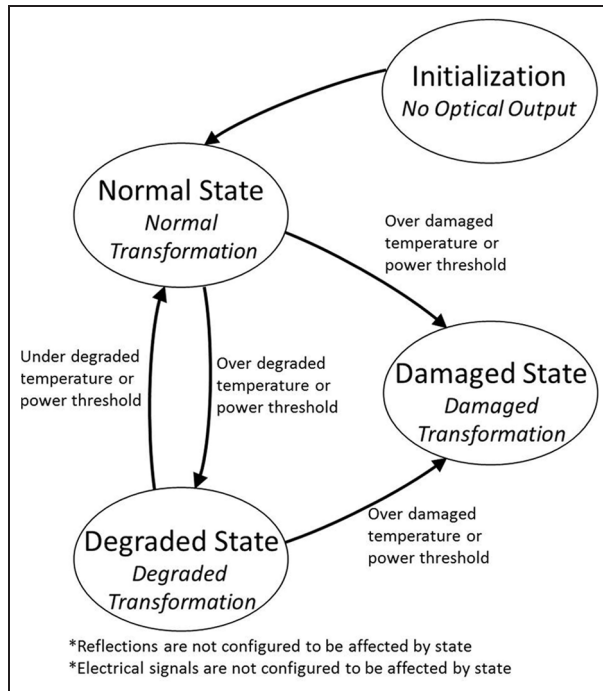 Initialization
No Optical Output
Normal State
Normal
Transformation
Over damaged
temperature or
power threshold
Under degraded
temperature or
power threshold
Over degraded
temperature or
power threshold
Damaged State
Damaged
Transformation
Degraded State
Degraded
Transformation
Over damaged
temperature or
power threshold
*Reflections are not configured to be affected by state
*Electrical signals are not configured to be affected by state